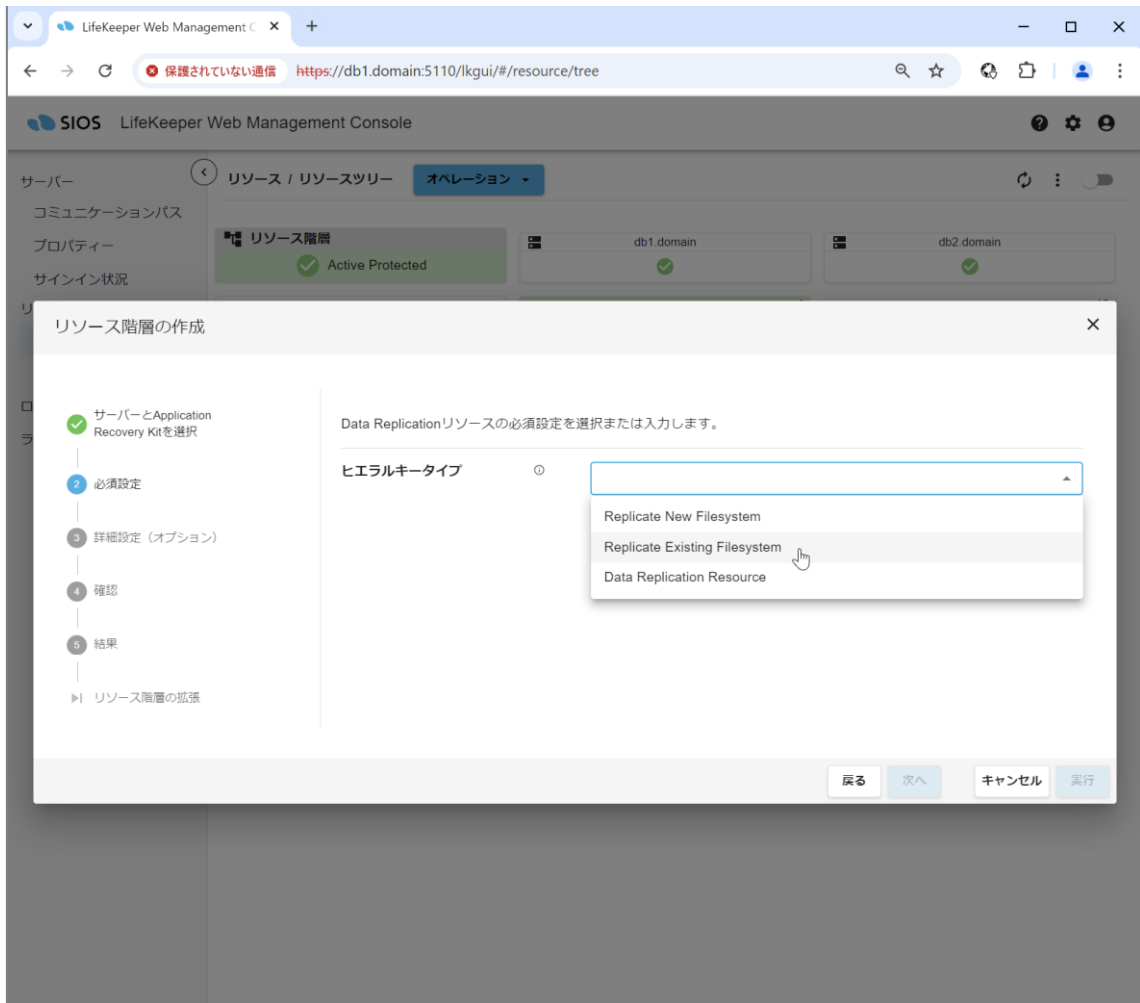 LifeKeeper Web Management C
保護されていない通信 https://db1.domain:5110/lkgui/#/resource/tree
SIOS LifeKeeper Web Management Console
サーバー
コミュニケーションパス
プロパティー
サインイン状況
リソース / リソースツリー オペレーション
リソース階層
Active Protected
db1.domain
db2.domain
リソース階層の作成
サーバーとApplication
Recovery Kitを選択
2 必須設定
3 詳細設定（オプション）
4 確認
5 結果
リソース階層の拡張
Data Replicationリソースの必須設定を選択または入力します。
ヒエラルキータイプ
Replicate New Filesystem
Replicate Existing Filesystem
Data Replication Resource
戻る 次へ キャンセル 実行